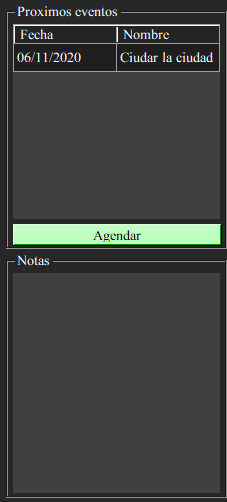 Proximos eventos
Fecha Nombre
06/11/2020 Ciudar la ciudad
Agendar
Notas